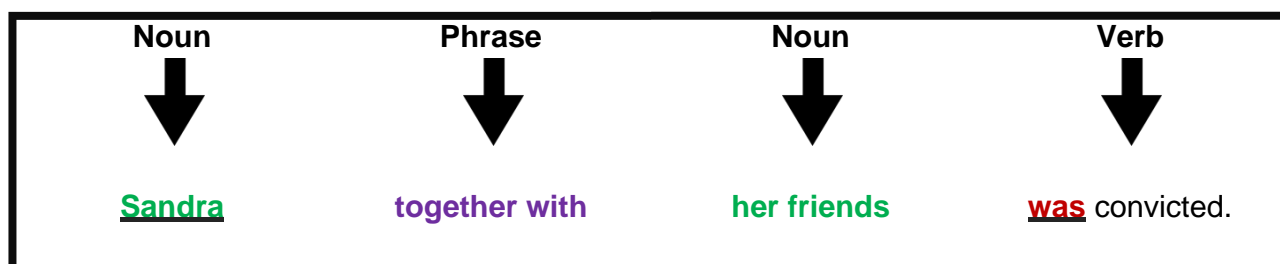 Noun Phrase Noun Verb
Sandra together with her friends was convicted.